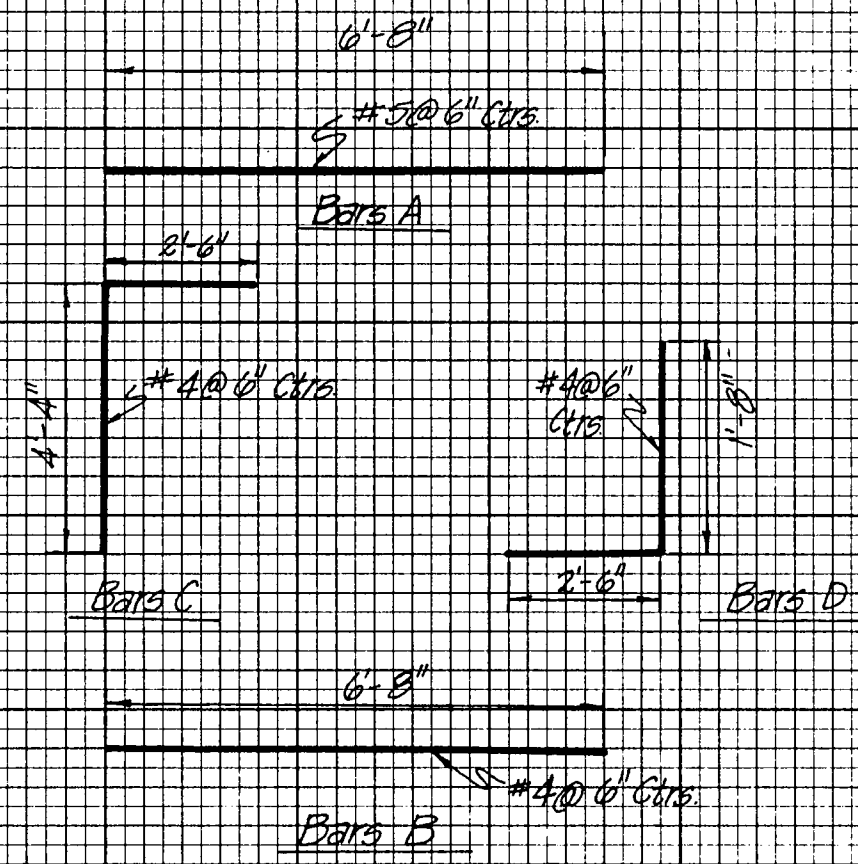 6'-8"
#5@6" Ctrs.
Bars A
2'-6"
4'-4"
#4@6" Ctrs.
#4@6"
Ctrs.
1'-8"
Bars C
2'-6"
Bars D
6'-8"
#4@6" Ctrs.
Bars B